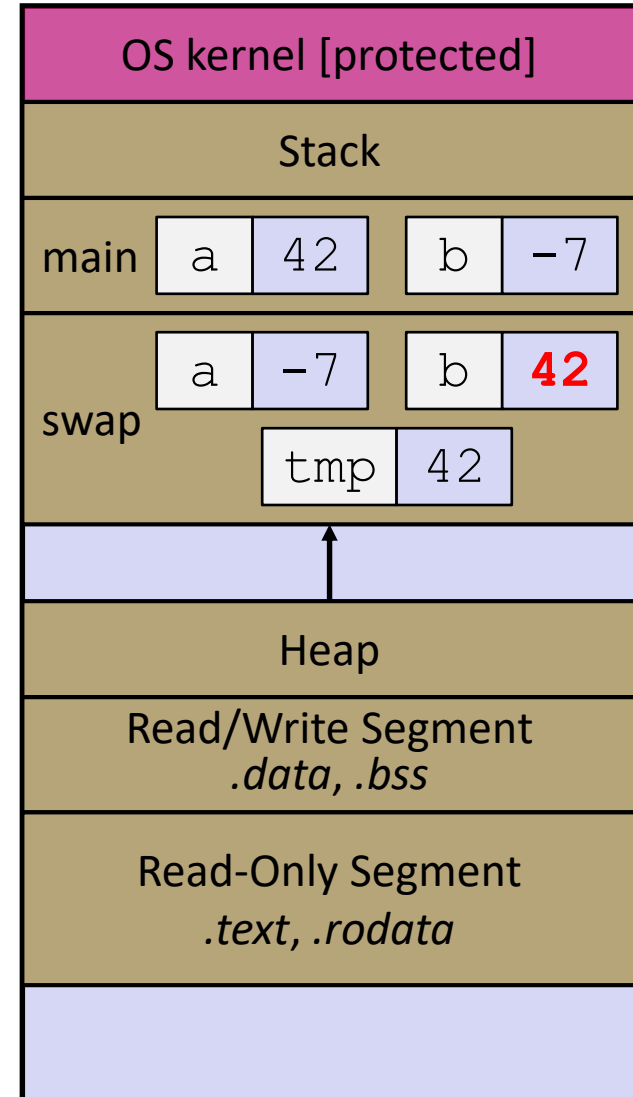 OS kernel [protected]
Stack
main a 42 b -7
a -7 b 42
swap
tmp 42
Heap
Read/Write Segment
.data, .bss
Read-Only Segment
.text, .rodata